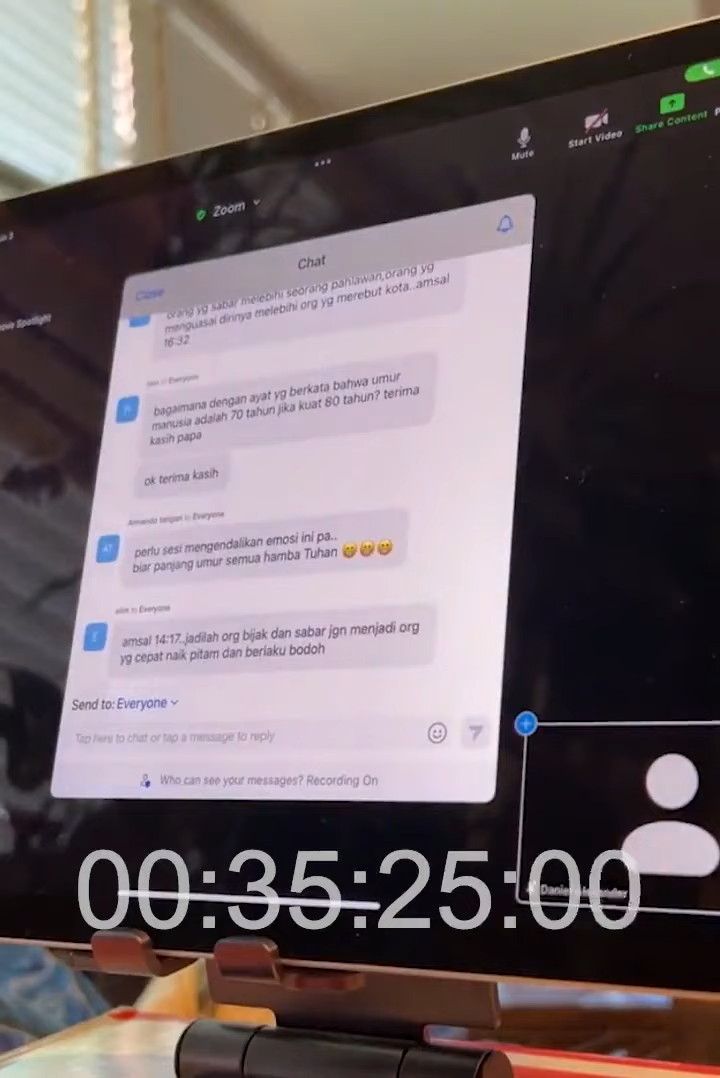 Mute
Start Video
Share Content
Zoom
Close
Chat
orang yg sabar melebihi seorang pahlawan,orang yg
menguasai dirinya melebihi org yg merebut kota..amsal
16:32
to Everyone
bagaimana dengan ayat yg berkata bahwa umur
manusia adalah 70 tahun jika kuat 80 tahun? terima
kasih papa
ok terima kasih
to Everyone
AT
perlu sesi mengendalikan emosi ini pa..
biar panjang umur semua hamba Tuhan 😁😁😁
to Everyone
E
amsal 14:17..jadilah org bijak dan sabar jgn menjadi org
yg cepat naik pitam dan berlaku bodoh
Send to: Everyone
Tap here to chat or tap a message to reply
Who can see your messages? Recording On
00:35:25:00